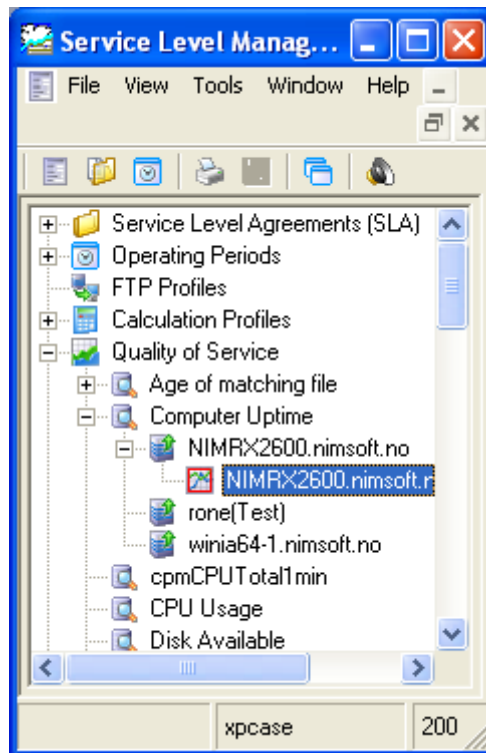 Service Level Manag...
File View Tools Window Help
Service Level Agreements (SLA)
Operating Periods
FTP Profiles
Calculation Profiles
Quality of Service
Age of matching file
Computer Uptime
NIMRX2600.nimsoft.no
NIMRX2600.nimsoft.r
rone(Test)
winia64-1.nimsoft.no
cpmCPUTotal1min
CPU Usage
Disk Available
xpcase 200